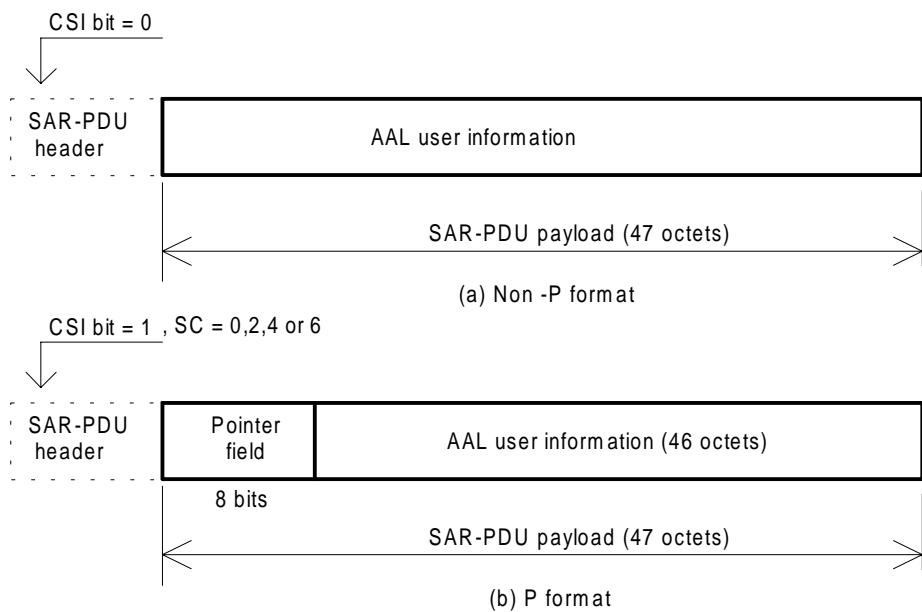 CSI bit = 0
SAR-PDU
header
AAL user information
SAR-PDU payload (47 octets)
(a) Non -P format
CSI bit = 1 , SC = 0,2,4 or 6
SAR-PDU
header
Pointer
field
AAL user information (46 octets)
8 bits
SAR-PDU payload (47 octets)
(b) P format